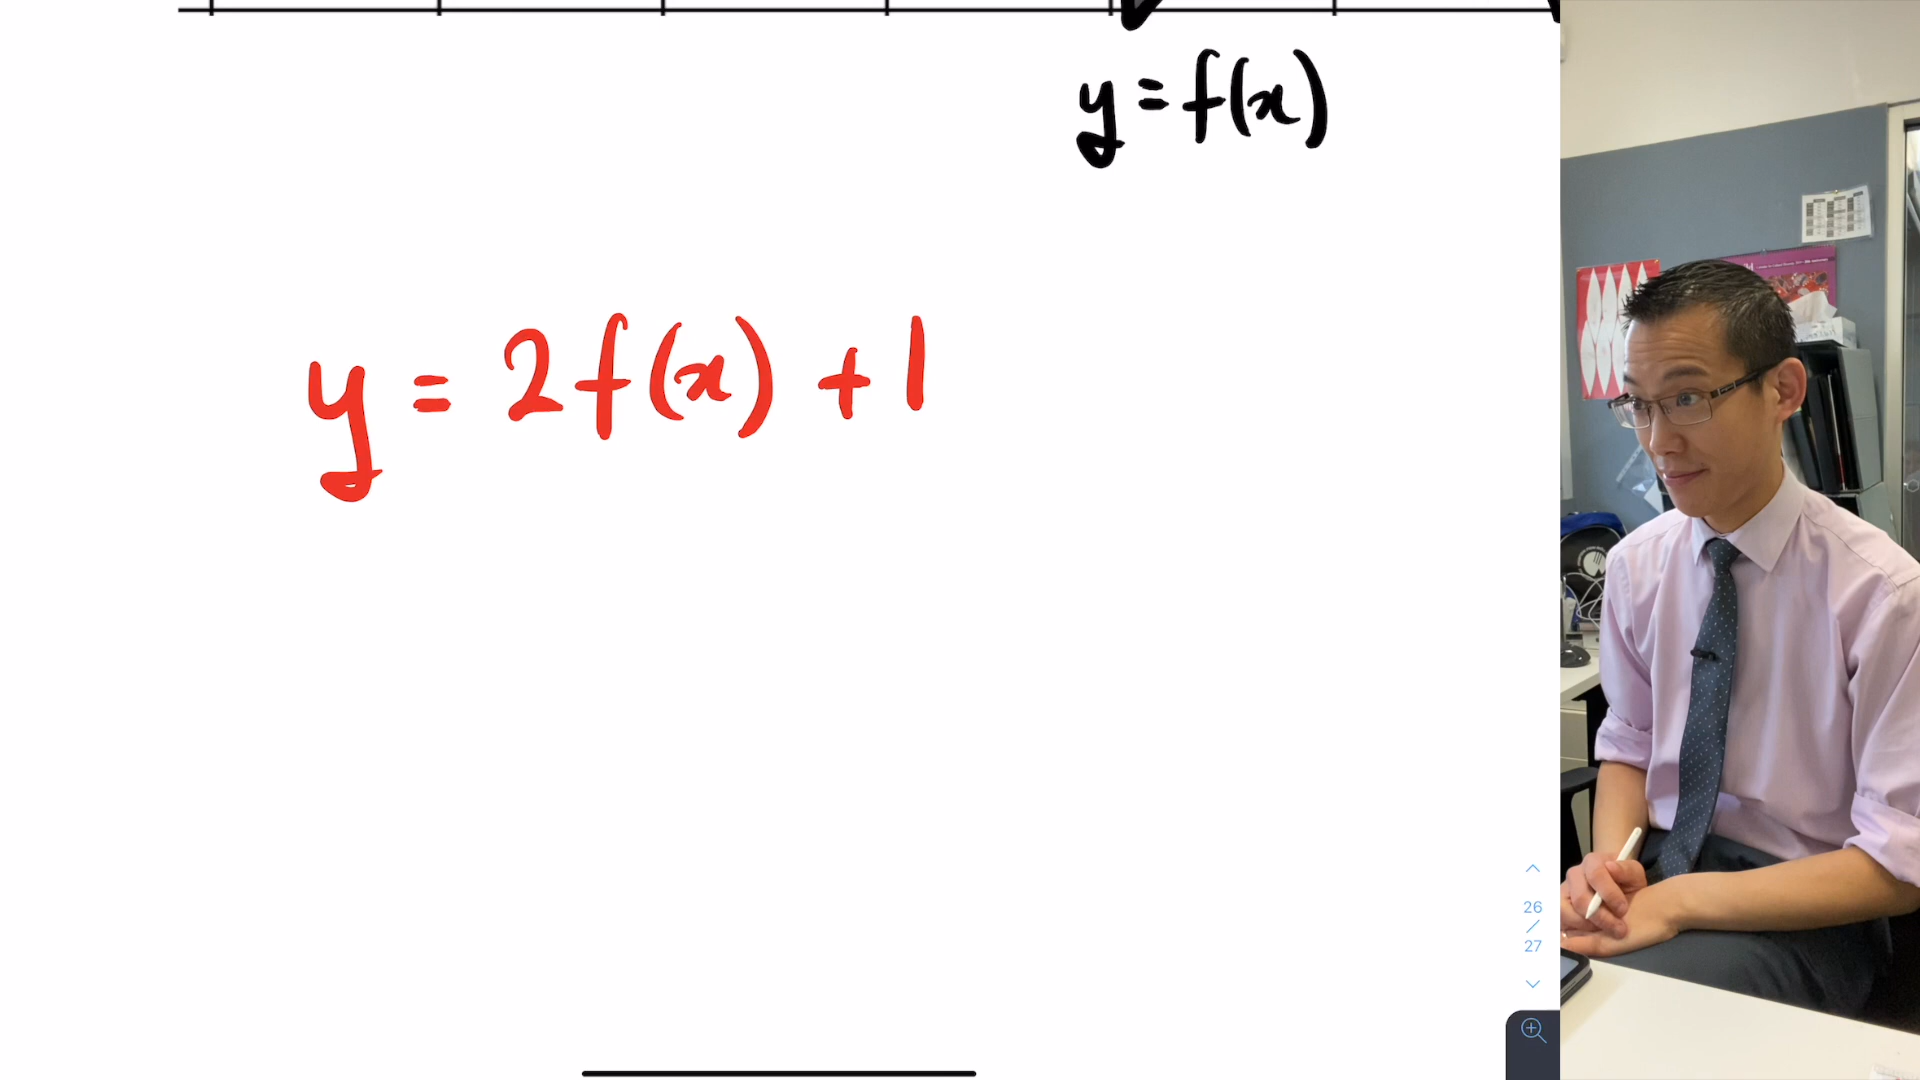 y = f(x)
y = 2f(x) + 1
26
/
27